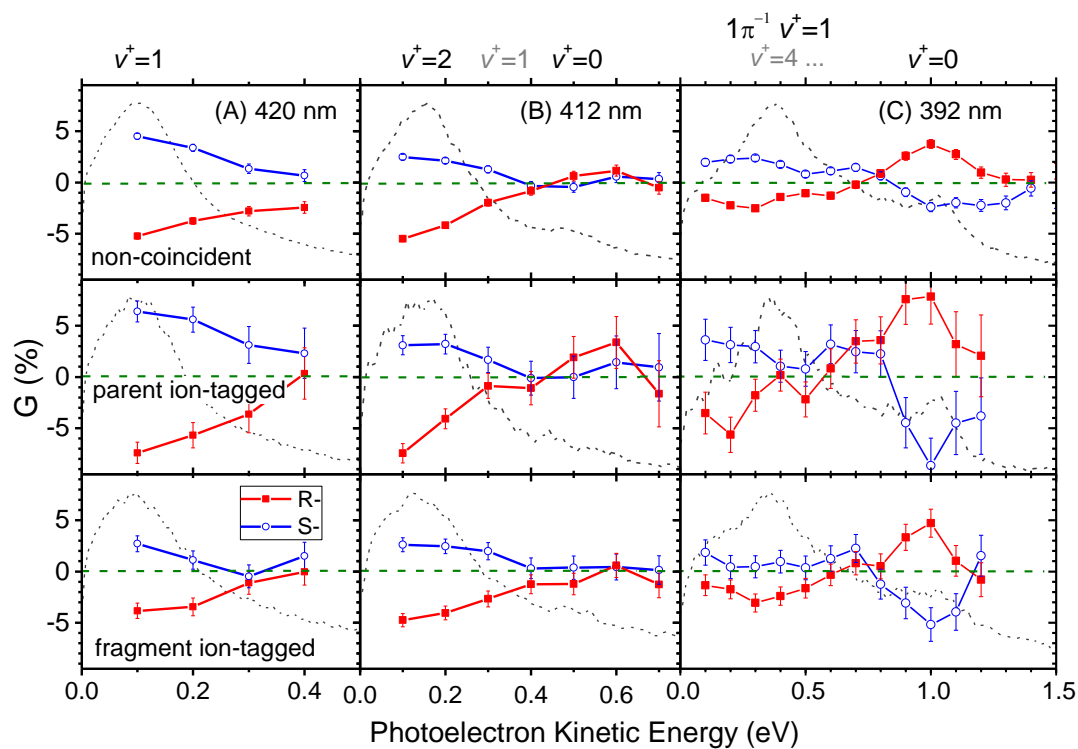 1π⁻¹ v⁺=1
v⁺=1 v⁺=2 v⁺=1 v⁺=0 v⁺=4 ... v⁺=0
(A) 420 nm (B) 412 nm (C) 392 nm
5
0
-5
non-coincident
5
0
-5
parent ion-tagged
G (%)
R-
S-
5
0
-5
fragment ion-tagged
0.0 0.2 0.4 0.0 0.2 0.4 0.6 0.0 0.5 1.0 1.5
Photoelectron Kinetic Energy (eV)